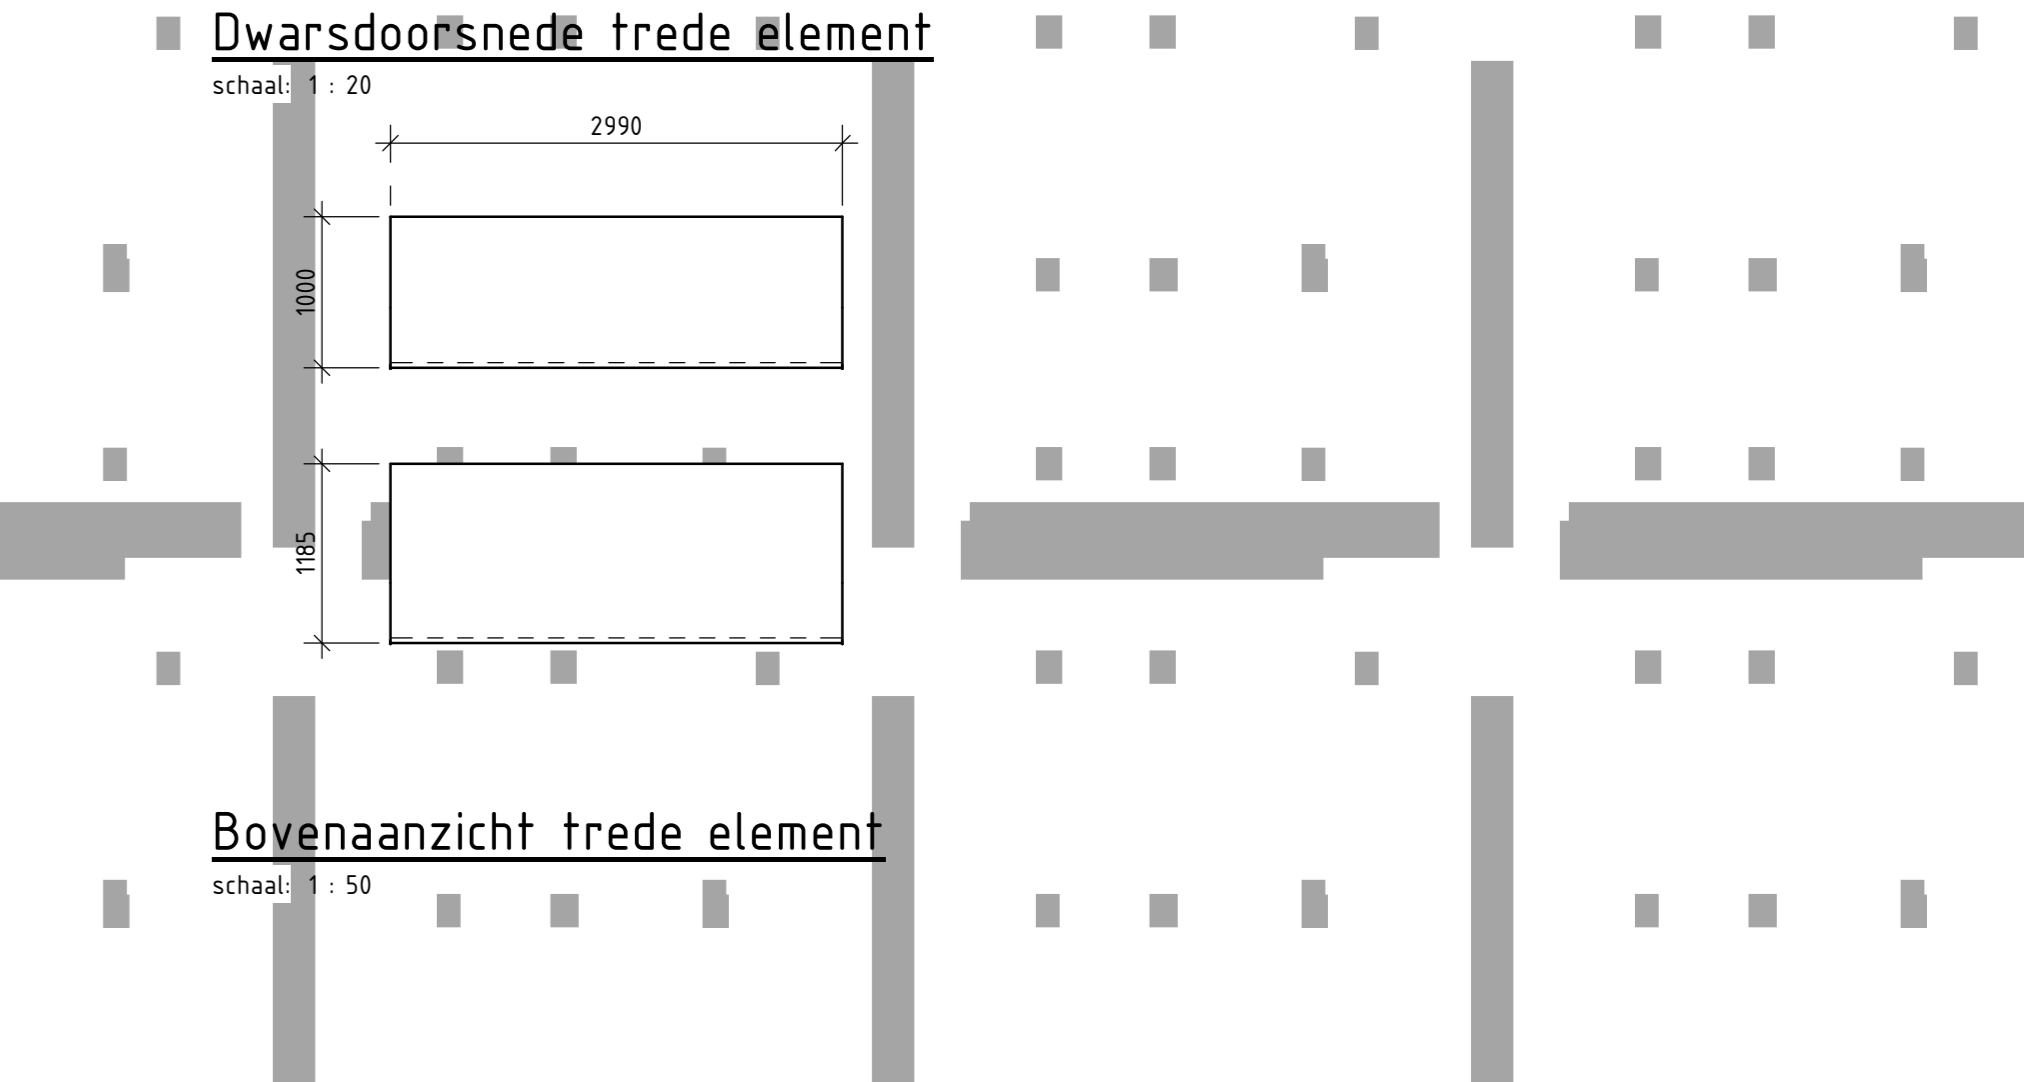 Dwarsdoorsnede trede element
schaal: 1 : 20
2990
1000
1185
Bovenaanzicht trede element
schaal: 1 : 50